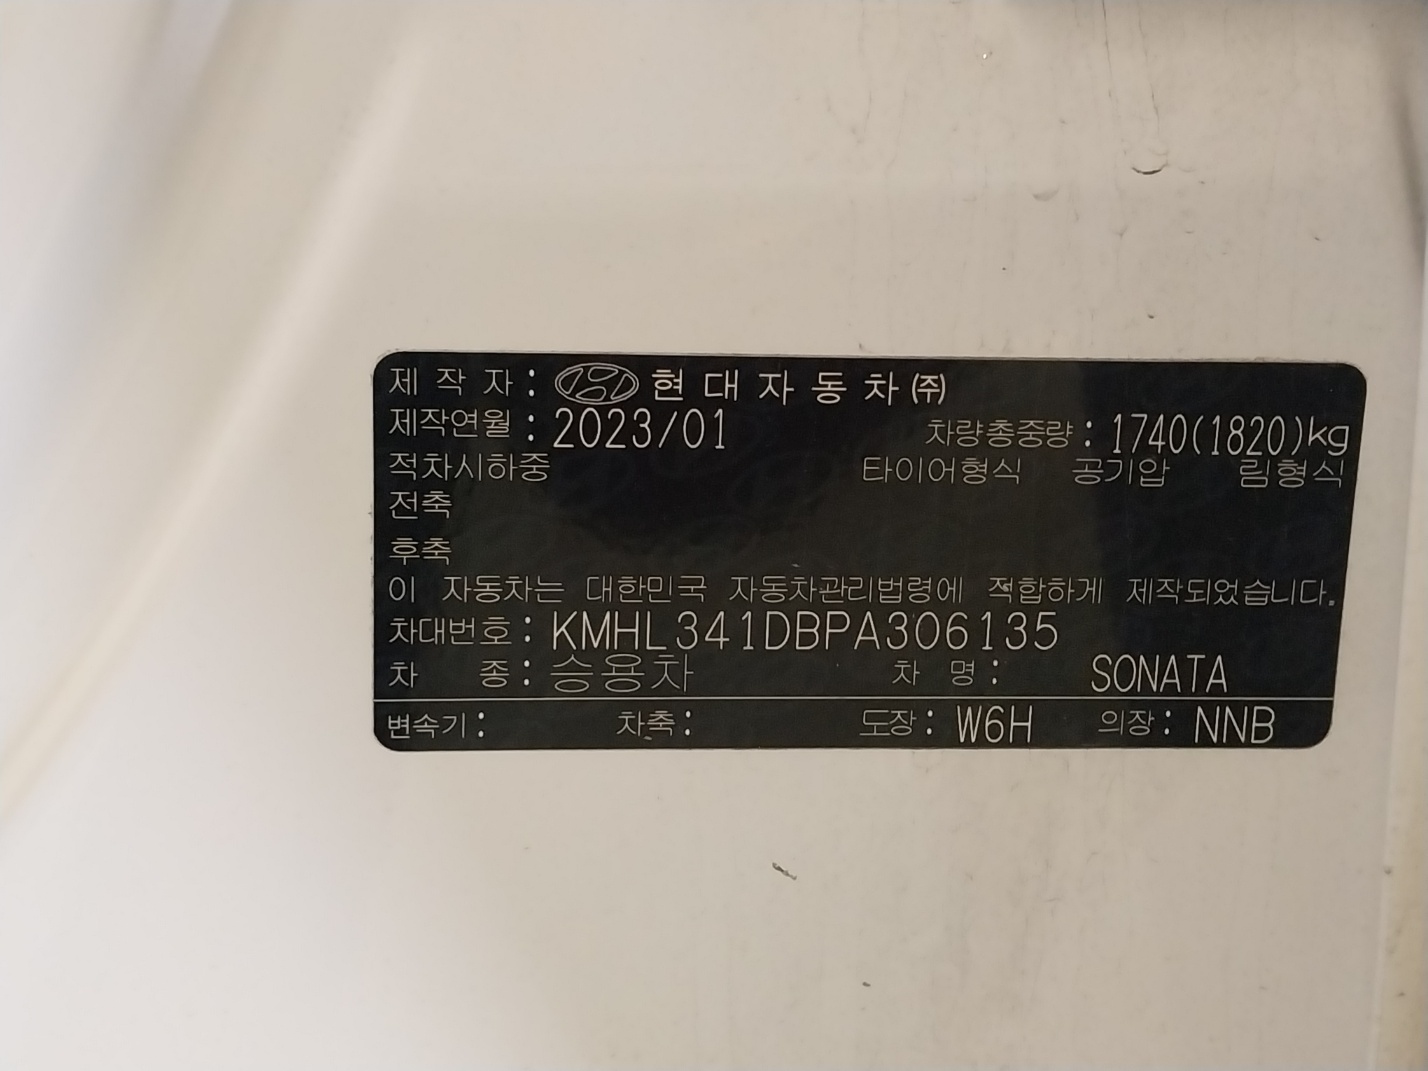 제 작 자 : 현 대 자 동 차 ㈜
제작연월 : 2023/01 차량총중량 : 1740(1820)kg
적차시하중 타이어형식 공기압 림형식
전축
후축
이 자동차는 대한민국 자동차관리법령에 적합하게 제작되었습니다.
차대번호 : KMHL341DBPA306135
차 종 : 승용차 차 명 : SONATA
변속기 : 차축 : 도장 : W6H 의장 : NNB